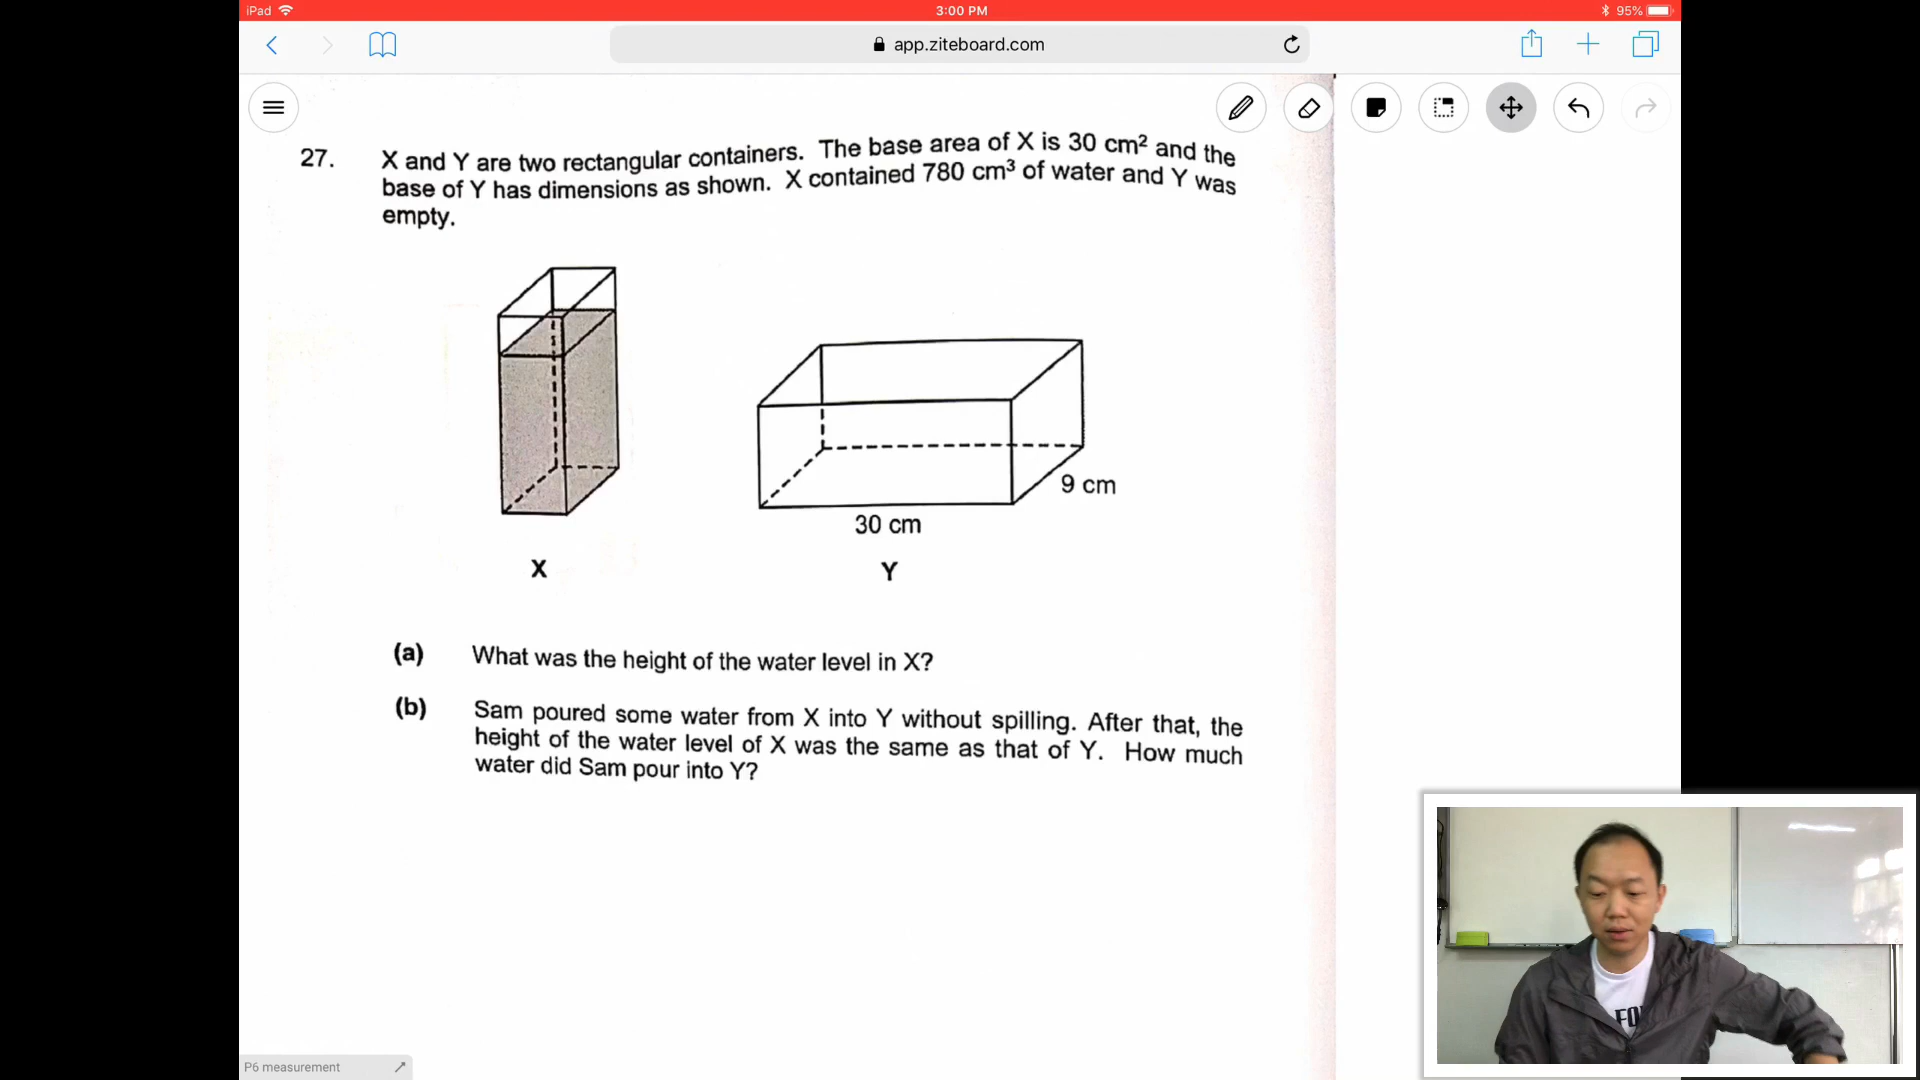 iPad
3:00 PM
95%
app.ziteboard.com
27. X and Y are two rectangular containers. The base area of X is 30 cm² and the
base of Y has dimensions as shown. X contained 780 cm³ of water and Y was
empty.
9 cm
30 cm
X
Y
(a) What was the height of the water level in X?
(b) Sam poured some water from X into Y without spilling. After that, the
height of the water level of X was the same as that of Y. How much
water did Sam pour into Y?
P6 measurement